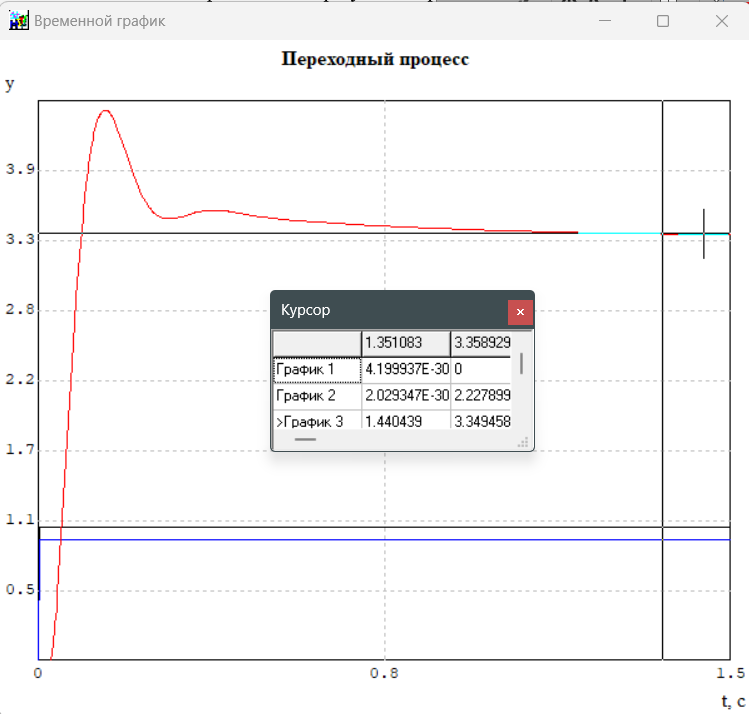 Временной график
Переходный процесс
y
3.9
3.3
2.8
2.2
1.7
1.1
0.5
0 0.8 1.5
t, c
Курсор
1.351083 3.358929
График 1 4.199937E-30 0
График 2 2.029347E-30 2.227899
>График 3 1.440439 3.349458